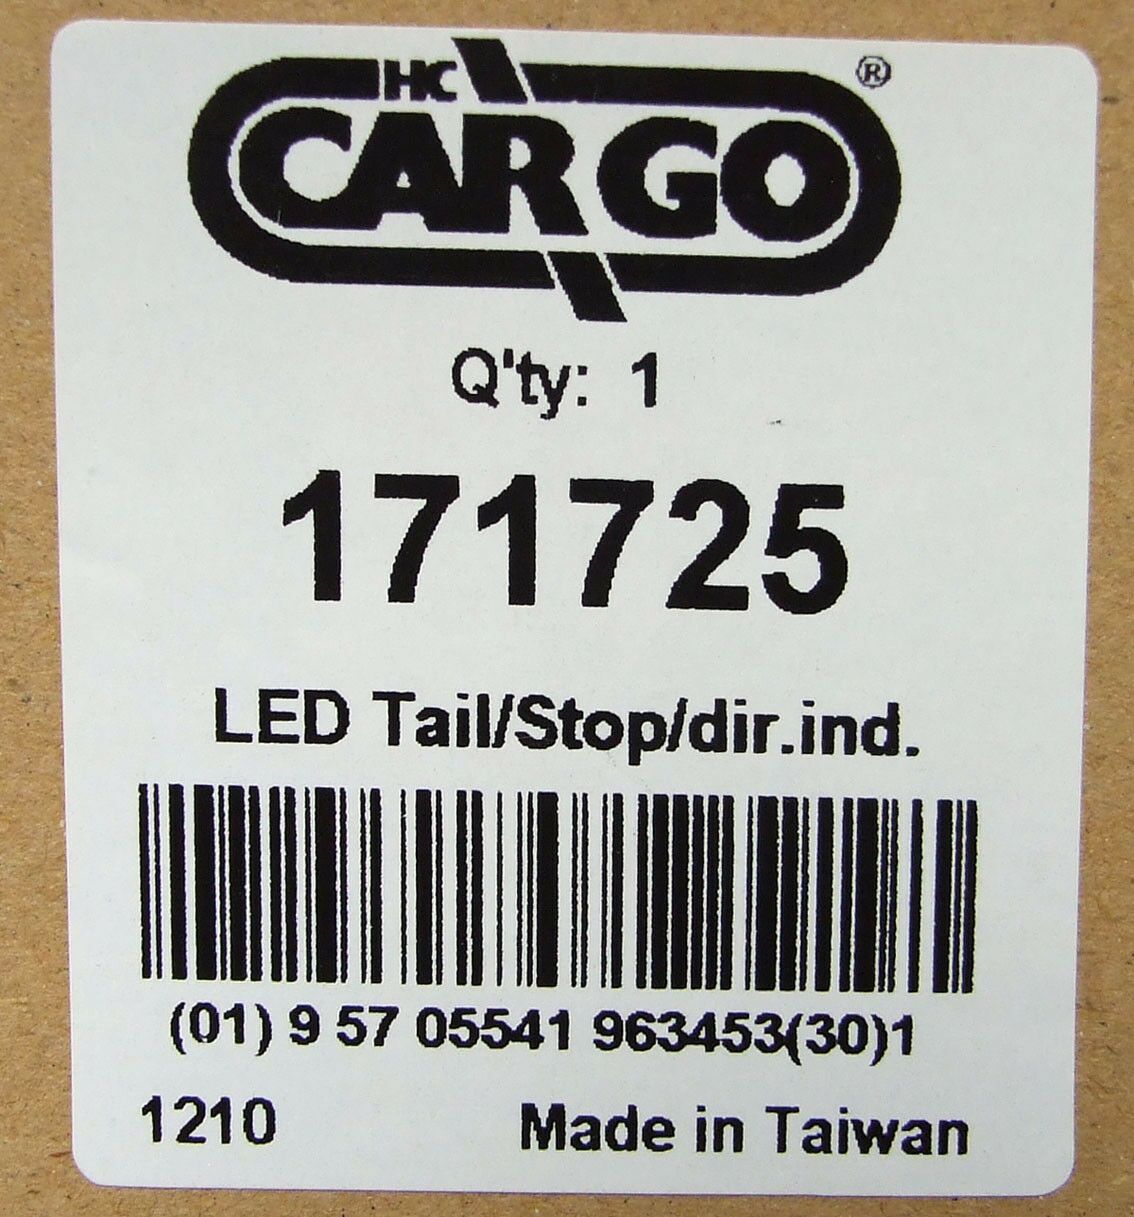 HC
CARGO®
Q'ty: 1
171725
LED Tail/Stop/dir.ind.
(01) 9 57 05541 963453(30)1
1210 Made in Taiwan